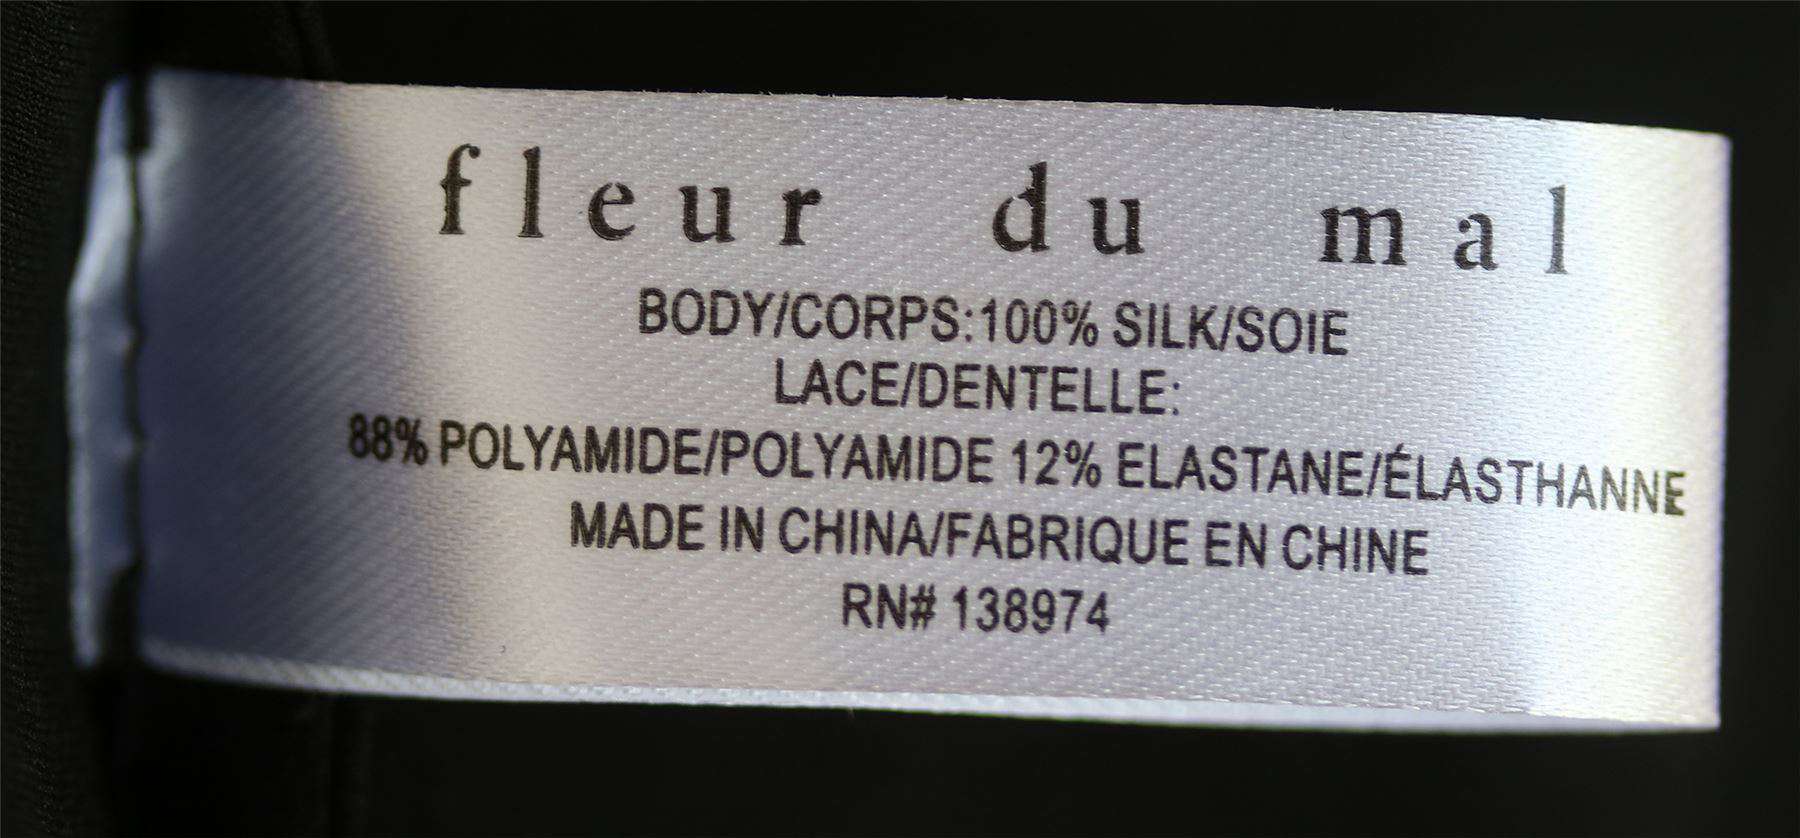 fleur du mal
BODY/CORPS:100% SILK/SOIE
LACE/DENTELLE:
88% POLYAMIDE/POLYAMIDE 12% ELASTANE/ÉLASTHANNE
MADE IN CHINA/FABRIQUE EN CHINE
RN# 138974